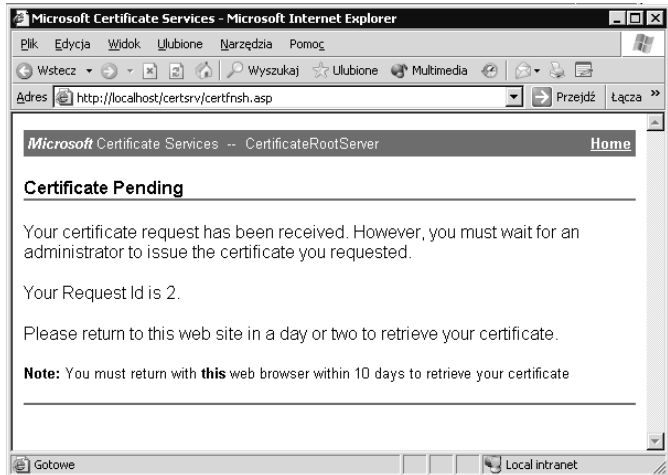 Microsoft Certificate Services - Microsoft Internet Explorer
Plik Edycja Widok Ulubione Narzędzia Pomoc
Wstecz Wyszukaj Ulubione Multimedia
Adres http://localhost/certsrv/certfnsh.asp Przejdź Łącza »
Microsoft Certificate Services -- CertificateRootServer Home
Certificate Pending
Your certificate request has been received. However, you must wait for an
administrator to issue the certificate you requested.
Your Request Id is 2.
Please return to this web site in a day or two to retrieve your certificate.
Note: You must return with this web browser within 10 days to retrieve your certificate
Gotowe Local intranet